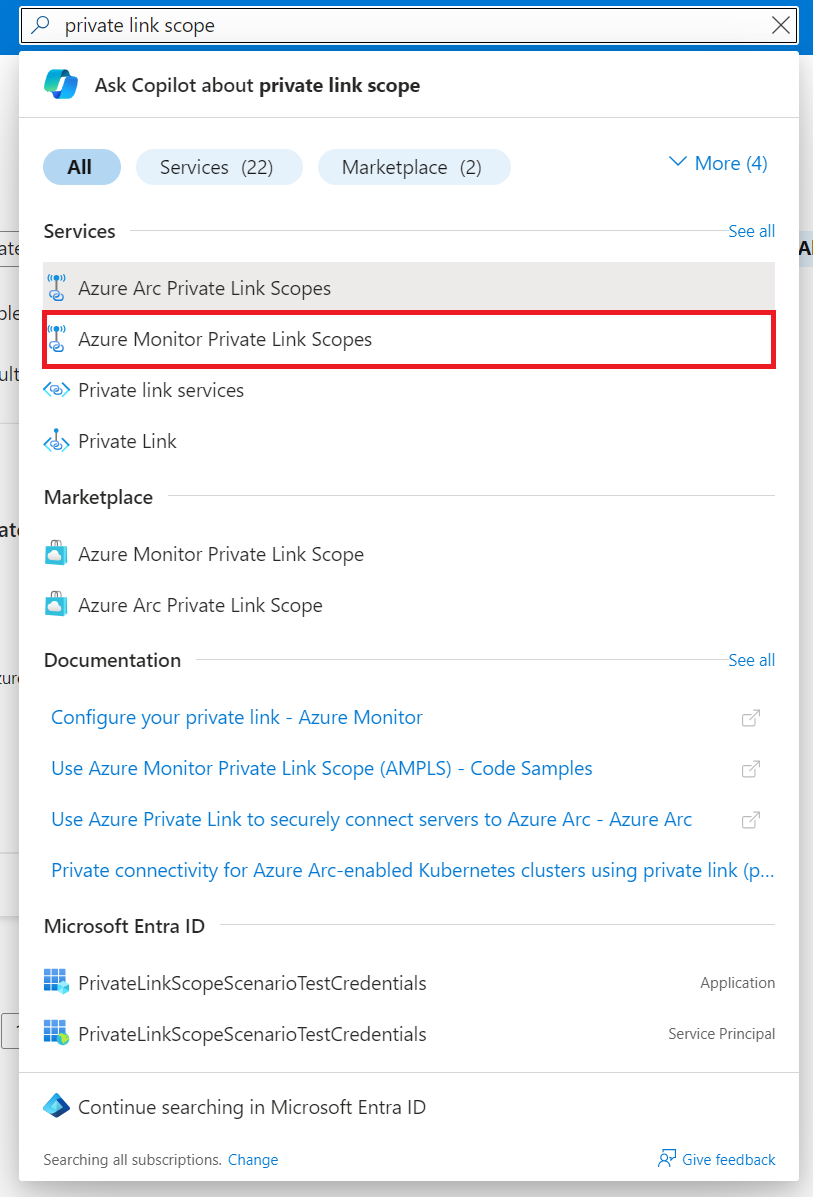 private link scope
Ask Copilot about private link scope
All
Services (22)
Marketplace (2)
More (4)
Services
See all
Azure Arc Private Link Scopes
Azure Monitor Private Link Scopes
Private link services
Private Link
Marketplace
Azure Monitor Private Link Scope
Azure Arc Private Link Scope
Documentation
See all
Configure your private link - Azure Monitor
Use Azure Monitor Private Link Scope (AMPLS) - Code Samples
Use Azure Private Link to securely connect servers to Azure Arc - Azure Arc
Private connectivity for Azure Arc-enabled Kubernetes clusters using private link (p...
Microsoft Entra ID
PrivateLinkScopeScenarioTestCredentials
Application
PrivateLinkScopeScenarioTestCredentials
Service Principal
Continue searching in Microsoft Entra ID
Searching all subscriptions. Change
Give feedback